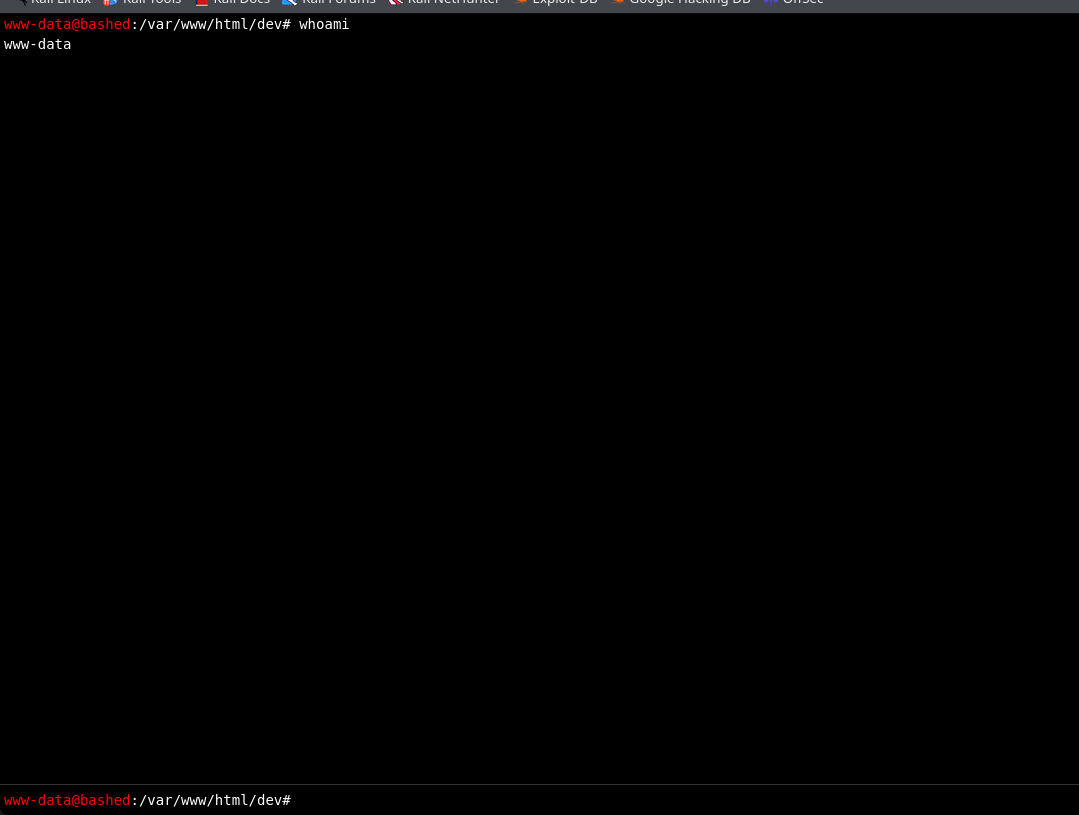 Kali Linux Kali Tools Kali Docs Kali Forums Kali NetHunter Exploit-DB Google Hacking DB OffSec
www-data@bashed:/var/www/html/dev# whoami
www-data
www-data@bashed:/var/www/html/dev#